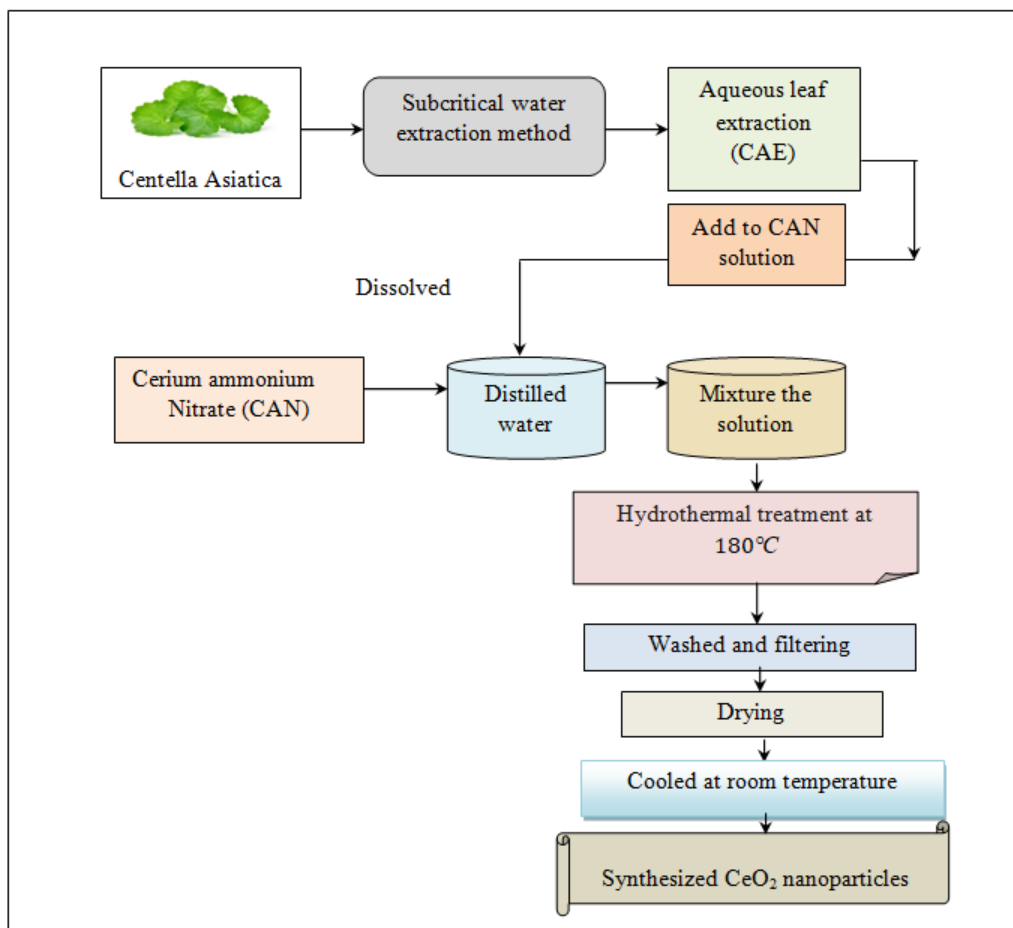 Centella Asiatica
Subcritical water
extraction method
Aqueous leaf
extraction
(CAE)
Add to CAN
solution
Dissolved
Cerium ammonium
Nitrate (CAN)
Distilled
water
Mixture the
solution
Hydrothermal treatment at
180℃
Washed and filtering
Drying
Cooled at room temperature
Synthesized CeO₂ nanoparticles